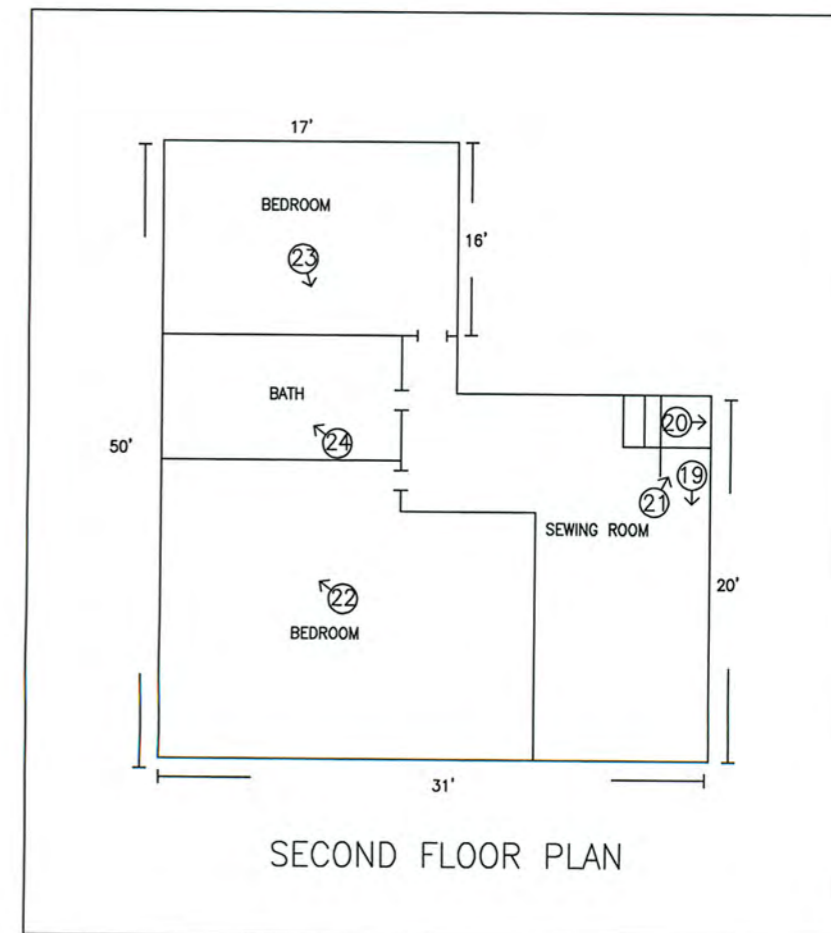 17'
BEDROOM
16'
23
BATH
20
50'
24
19
21
SEWING ROOM
20'
22
BEDROOM
31'
SECOND FLOOR PLAN